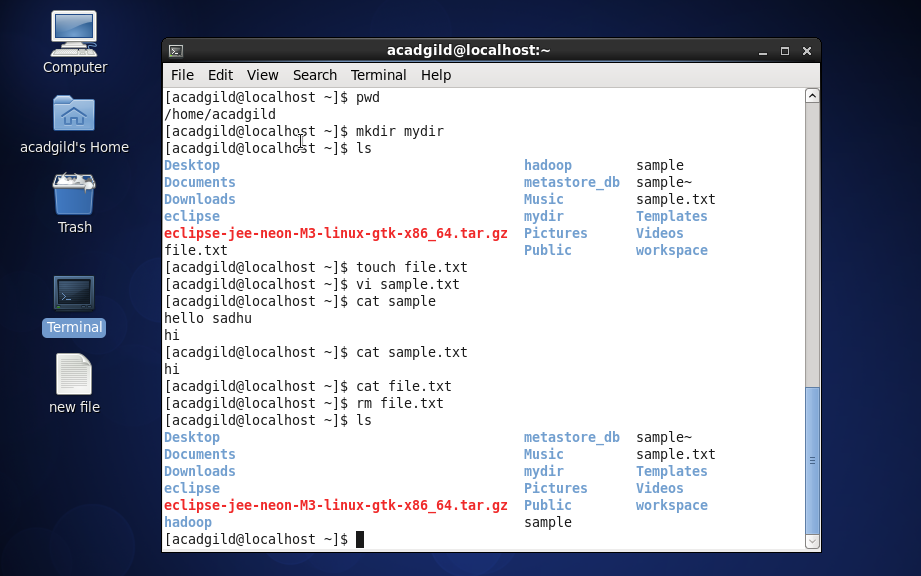 Computer
acadgild's Home
Trash
Terminal
new file
acadgild@localhost:~
File Edit View Search Terminal Help
[acadgild@localhost ~]$ pwd
/home/acadgild
[acadgild@localhost ~]$ mkdir mydir
[acadgild@localhost ~]$ ls
Desktop hadoop sample
Documents metastore_db sample~
Downloads Music sample.txt
eclipse mydir Templates
eclipse-jee-neon-M3-linux-gtk-x86_64.tar.gz Pictures Videos
file.txt Public workspace
[acadgild@localhost ~]$ touch file.txt
[acadgild@localhost ~]$ vi sample.txt
[acadgild@localhost ~]$ cat sample
hello sadhu
hi
[acadgild@localhost ~]$ cat sample.txt
hi
[acadgild@localhost ~]$ cat file.txt
[acadgild@localhost ~]$ rm file.txt
[acadgild@localhost ~]$ ls
Desktop metastore_db sample~
Documents Music sample.txt
Downloads mydir Templates
eclipse Pictures Videos
eclipse-jee-neon-M3-linux-gtk-x86_64.tar.gz Public workspace
hadoop sample
[acadgild@localhost ~]$